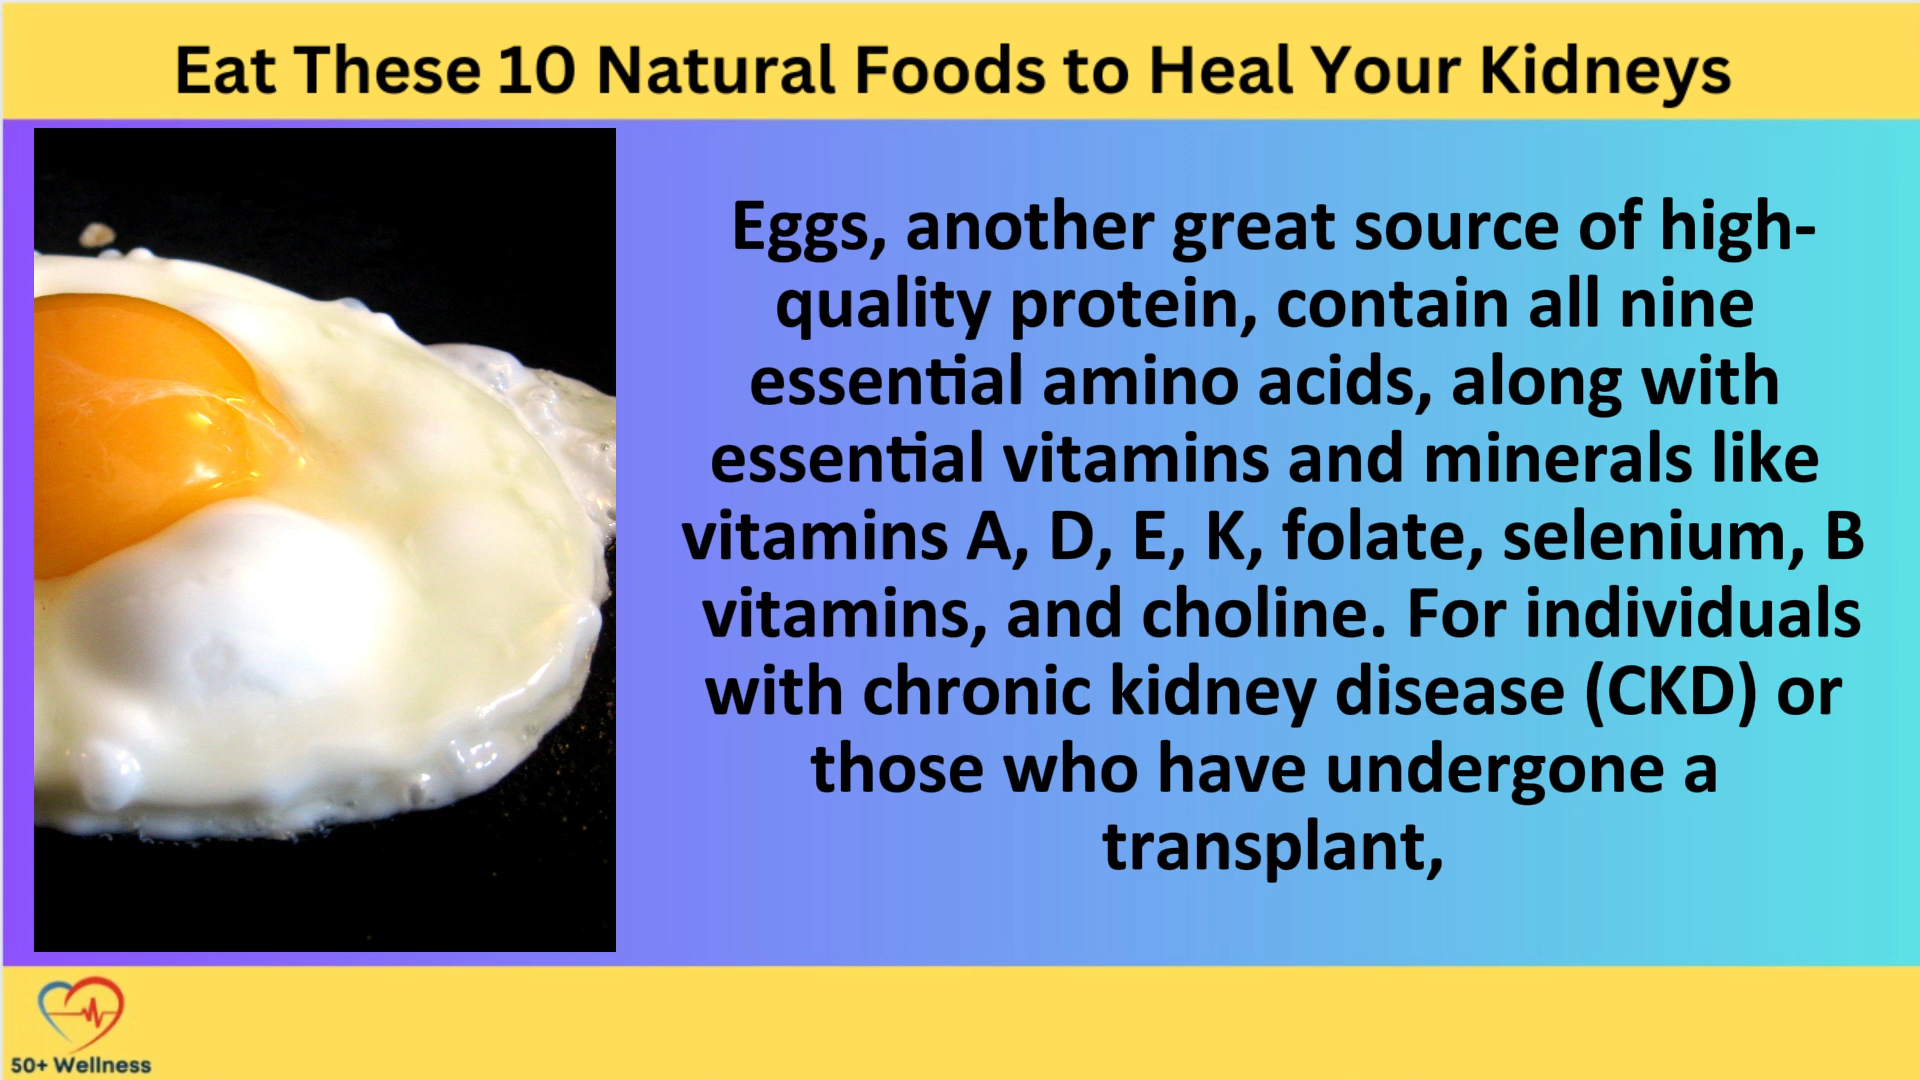 Eat These 10 Natural Foods to Heal Your Kidneys
Eggs, another great source of high-
quality protein, contain all nine
essential amino acids, along with
essential vitamins and minerals like
vitamins A, D, E, K, folate, selenium, B
vitamins, and choline. For individuals
with chronic kidney disease (CKD) or
those who have undergone a
transplant,
50+ Wellness